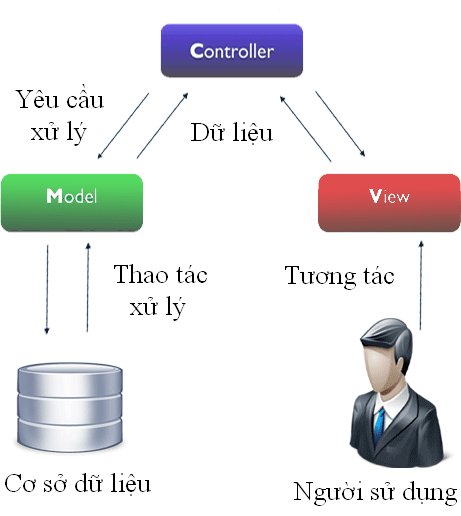 Controller
Yêu cầu
xử lý
Dữ liệu
Model
View
Thao tác
xử lý
Tương tác
Cơ sở dữ liệu
Người sử dụng